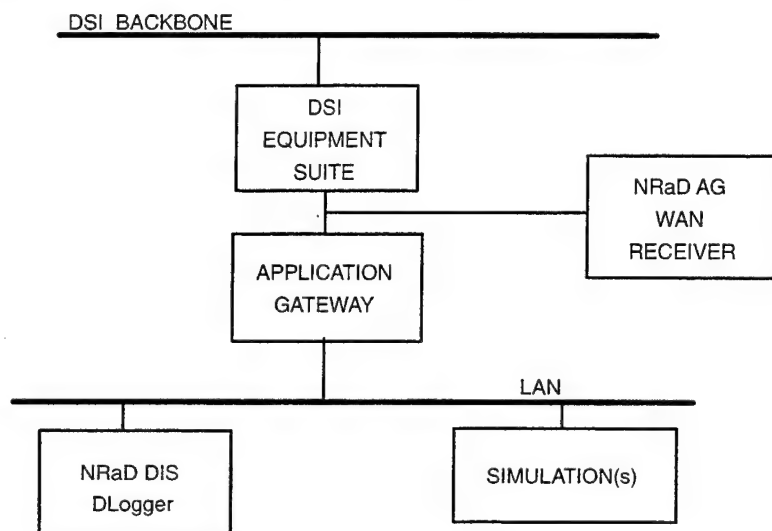 DSI BACKBONE
DSI
EQUIPMENT
SUITE
NRaD AG
WAN
RECEIVER
APPLICATION
GATEWAY
LAN
NRaD DIS
DLogger
SIMULATION(s)